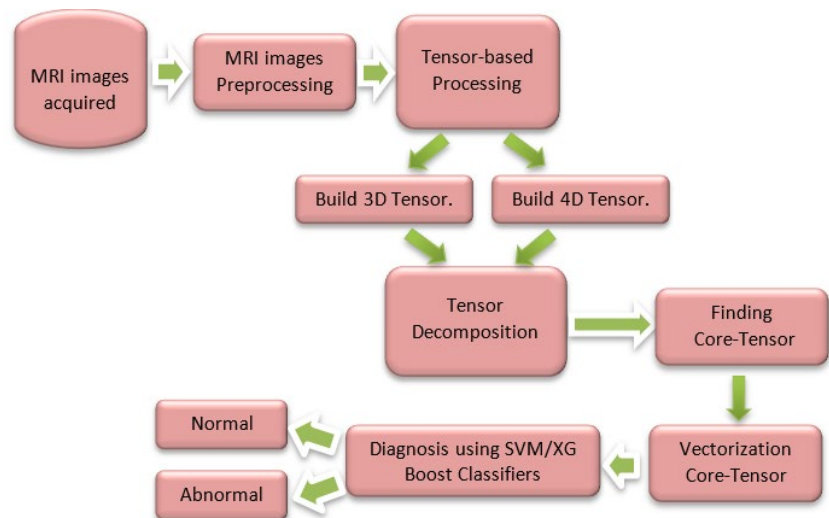 MRI images
acquired
MRI images
Preprocessing
Tensor-based
Processing
Build 3D Tensor.
Build 4D Tensor.
Tensor
Decomposition
Finding
Core-Tensor
Vectorization
Core-Tensor
Diagnosis using SVM/XG
Boost Classifiers
Normal
Abnormal